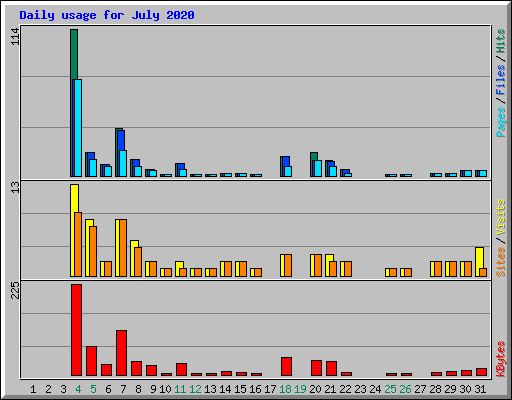 Daily usage for July 2020
114
Pages / Files / Hits
13
Sites / Visits
225
KBytes
1 2 3 4 5 6 7 8 9 10 11 12 13 14 15 16 17 18 19 20 21 22 23 24 25 26 27 28 29 30 31